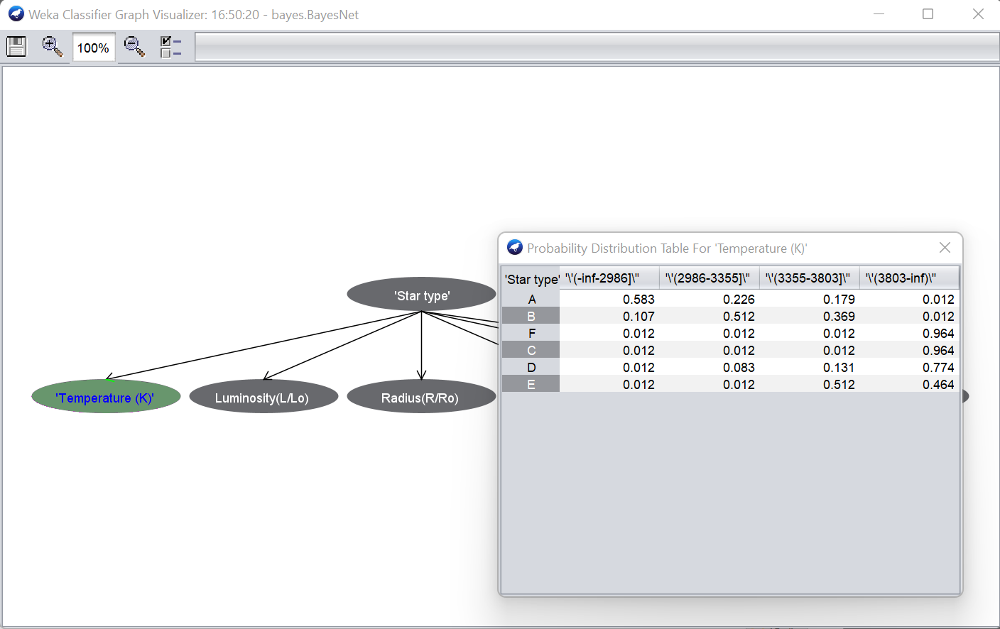 Weka Classifier Graph Visualizer: 16:50:20 - bayes.BayesNet
100%
'Star type'
'Temperature (K)' Luminosity(L/Lo) Radius(R/Ro)
Probability Distribution Table For 'Temperature (K)'
'Star type' '\'(-inf-2986]\'' '\'(2986-3355]\'' '\'(3355-3803]\'' '\'(3803-inf)\''
A 0.583 0.226 0.179 0.012
B 0.107 0.512 0.369 0.012
F 0.012 0.012 0.012 0.964
C 0.012 0.012 0.012 0.964
D 0.012 0.083 0.131 0.774
E 0.012 0.012 0.512 0.464